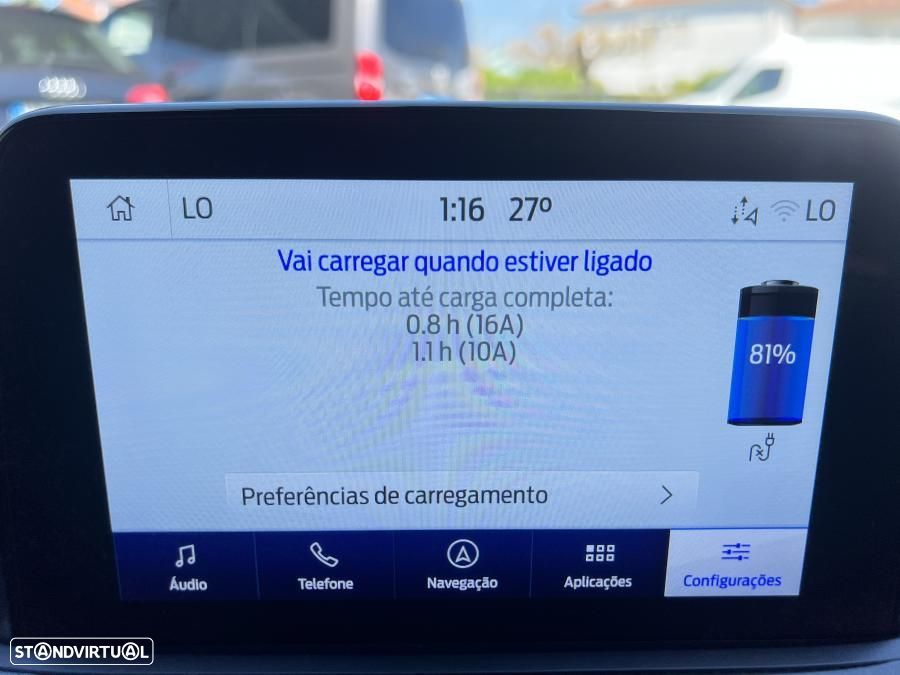 LO 1:16 27º LO
Vai carregar quando estiver ligado
Tempo até carga completa:
0.8 h (16A)
1.1 h (10A)
81%
Preferências de carregamento
Áudio Telefone Navegação Aplicações Configurações
STANDVIRTUAL